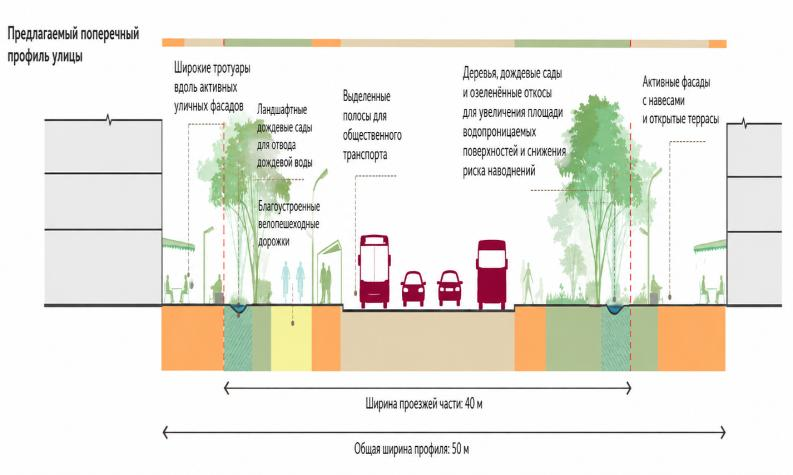 Предлагаемый поперечный
профиль улицы
Широкие тротуары
вдоль активных
уличных фасадов
Ландшафтные
дождевые сады
для отвода
дождевой воды
Благоустроенные
велопешеходные
дорожки
Выделенные
полосы для
общественного
транспорта
Деревья, дождевые сады
и озеленённые откосы
для увеличения площади
водопроницаемых
поверхностей и снижения
риска наводнений
Активные фасады
с навесами
и открытые террасы
Ширина проезжей части: 40 м
Общая ширина профиля: 50 м